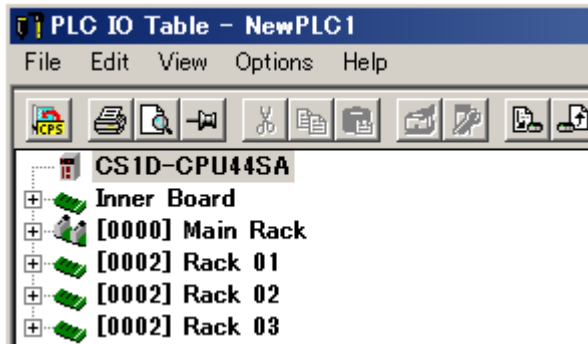 PLC IO Table - NewPLC1
File Edit View Options Help
CPS
CS1D-CPU44SA
Inner Board
[0000] Main Rack
[0002] Rack 01
[0002] Rack 02
[0002] Rack 03